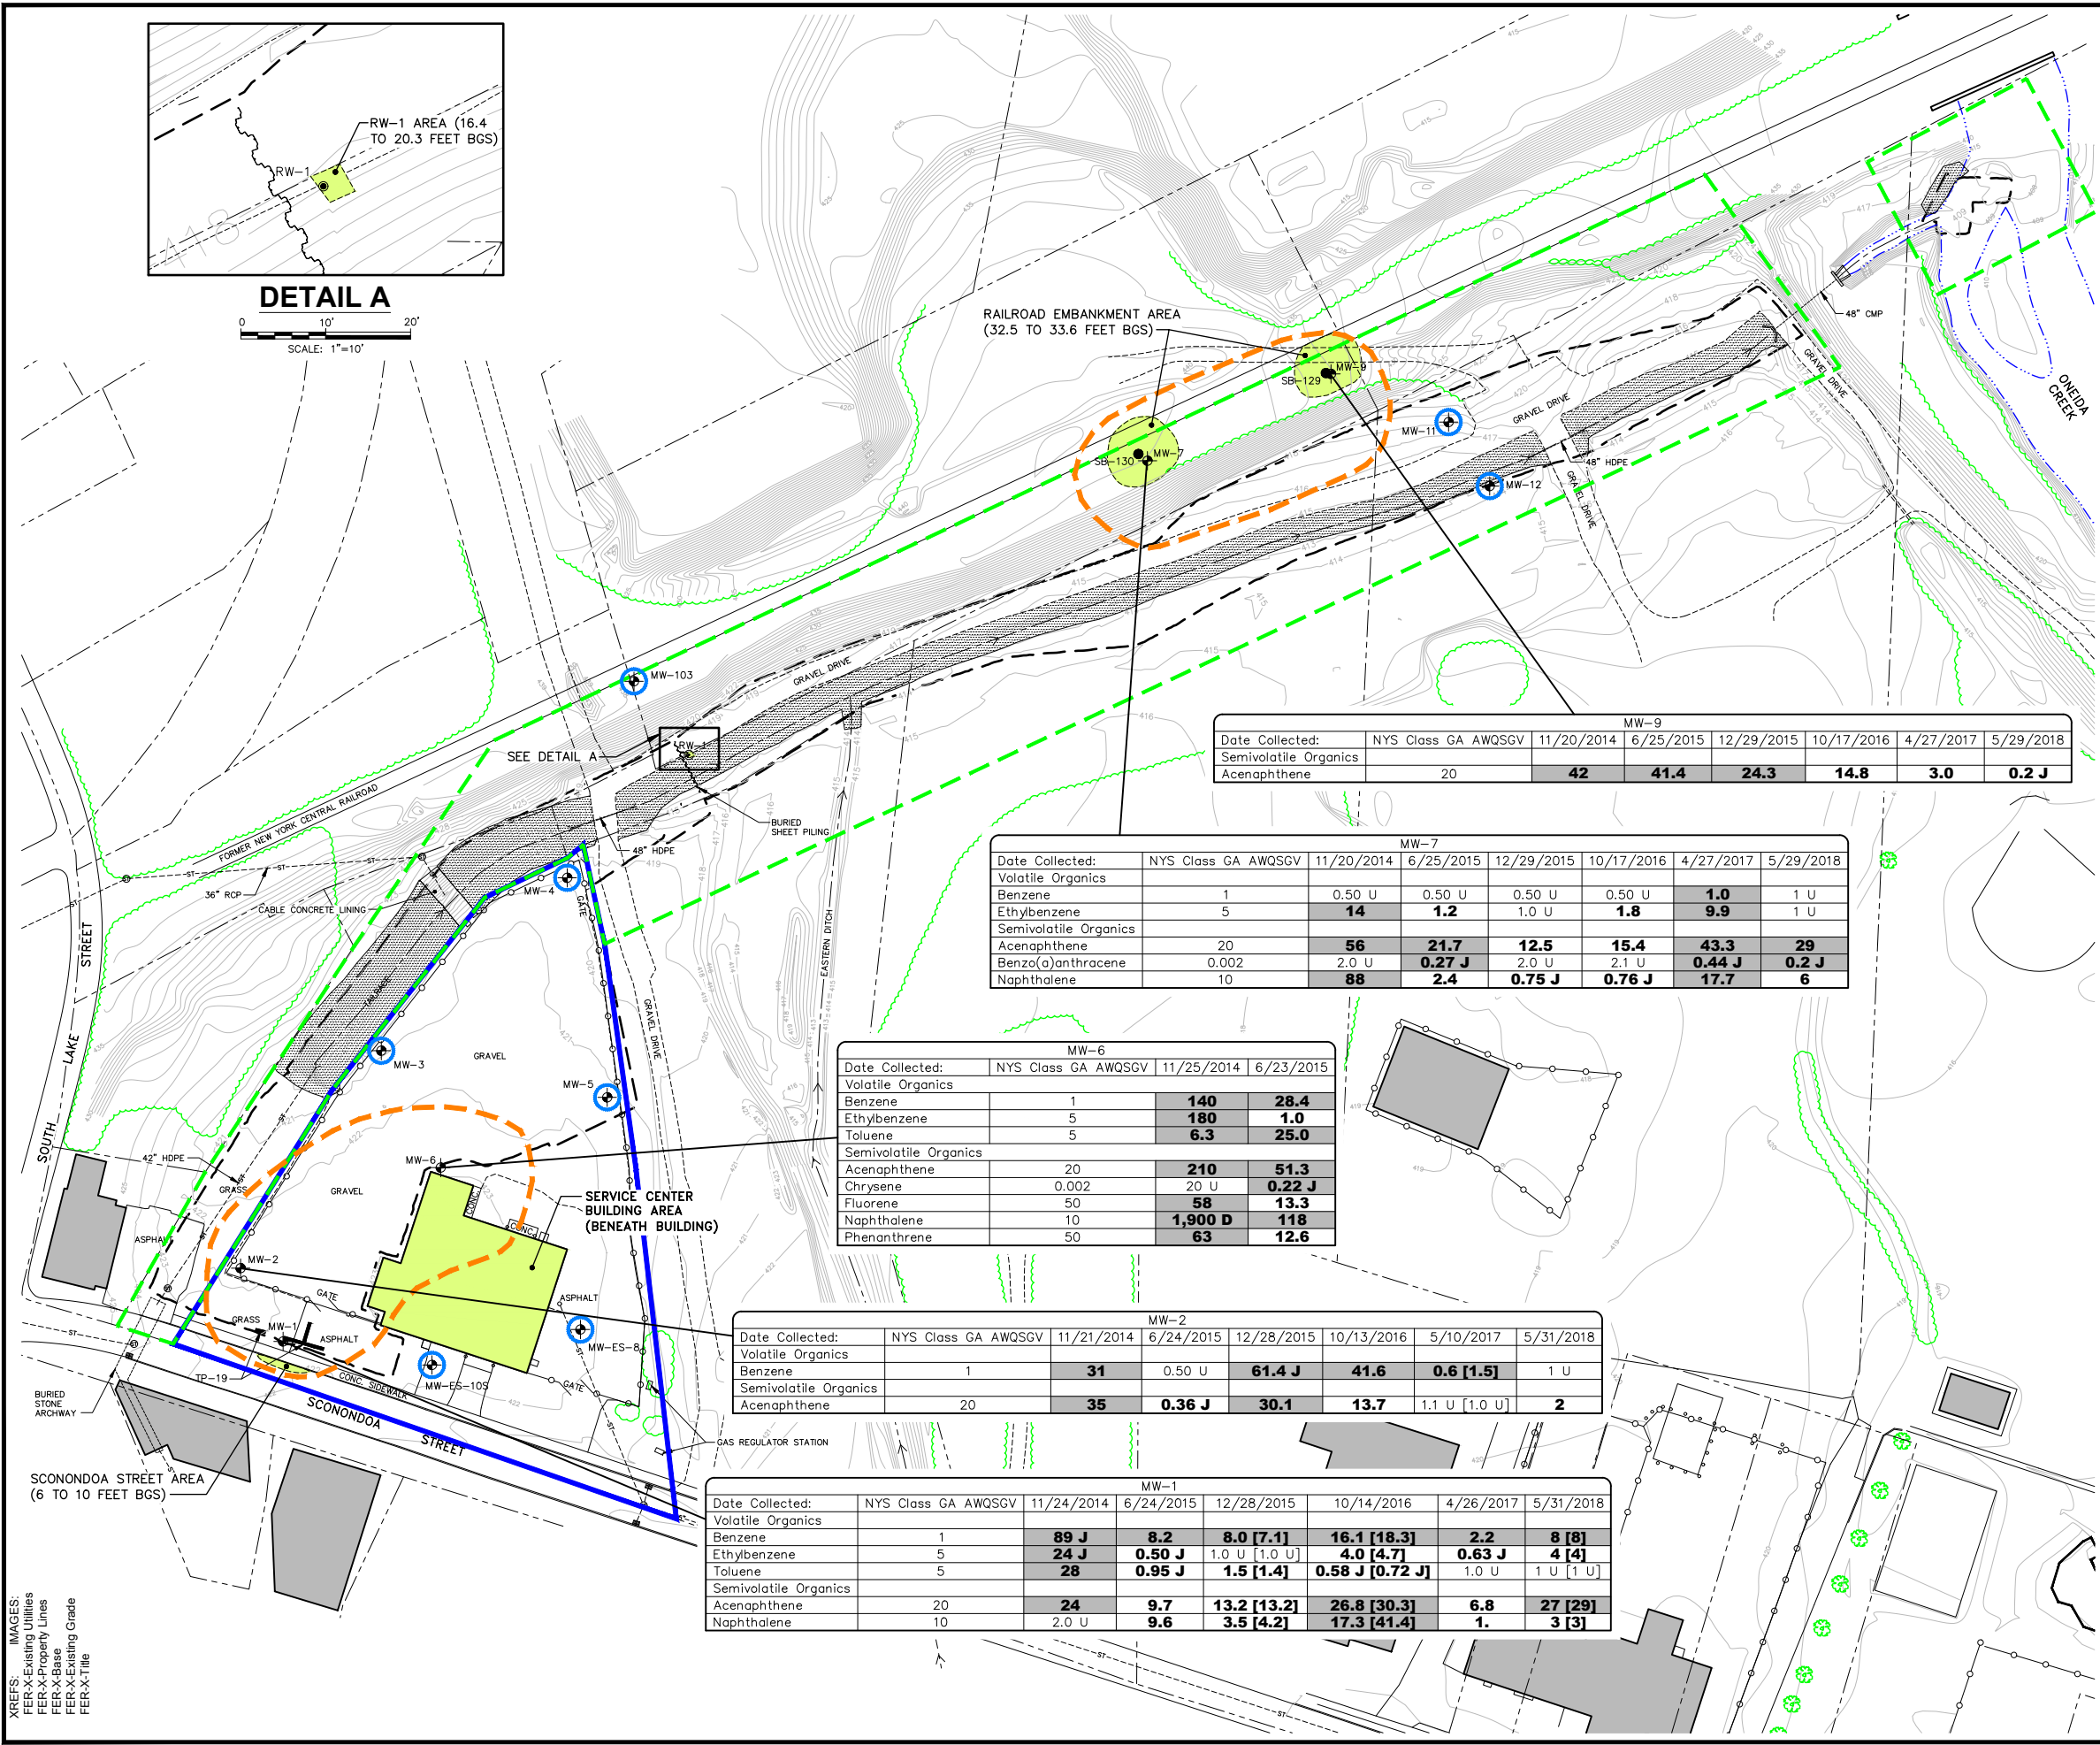 RW-1 AREA (16.4
TO 20.3 FEET BGS)
RW-1
DETAIL A
0 10' 20'
SCALE: 1"=10'
RAILROAD EMBANKMENT AREA
(32.5 TO 33.6 FEET BGS)
SB-129
MW-9
SB-130
MW-7
MW-11
MW-12
GRAVEL DRIVE
48" HDPE
GRAVEL DRIVE
GRAVEL DRIVE
48" CMP
ONEIDA
CREEK
MW-103
GRAVEL DRIVE
SEE DETAIL A
RW-1
BURIED
SHEET PILING
FORMER NEW YORK CENTRAL RAILROAD
36" RCP
CABLE CONCRETE LINING
48" HDPE
MW-4
GATE
SOUTH LAKE STREET
TAILRACE
EASTERN DITCH
GRAVEL DRIVE
GRAVEL
MW-3
MW-5
42" HDPE
GRASS
GRAVEL
MW-6
CONC.
CONC.
SERVICE CENTER
BUILDING AREA
(BENEATH BUILDING)
ASPHALT
MW-2
GATE
GRASS
MW-1
ASPHALT
ASPHALT
MW-ES-8
MW-ES-10S
TP-19
CONC. SIDEWALK
GATE
BURIED
STONE
ARCHWAY
SCONONDOA
STREET
GAS REGULATOR STATION
SCONONDOA STREET AREA
(6 TO 10 FEET BGS)
MW-9
Date Collected: NYS Class GA AWQSGV 11/20/2014 6/25/2015 12/29/2015 10/17/2016 4/27/2017 5/29/2018
Semivolatile Organics
Acenaphthene 20 42 41.4 24.3 14.8 3.0 0.2 J
MW-7
Date Collected: NYS Class GA AWQSGV 11/20/2014 6/25/2015 12/29/2015 10/17/2016 4/27/2017 5/29/2018
Volatile Organics
Benzene 1 0.50 U 0.50 U 0.50 U 0.50 U 1.0 1 U
Ethylbenzene 5 14 1.2 1.0 U 1.8 9.9 1 U
Semivolatile Organics
Acenaphthene 20 56 21.7 12.5 15.4 43.3 29
Benzo(a)anthracene 0.002 2.0 U 0.27 J 2.0 U 2.1 U 0.44 J 0.2 J
Naphthalene 10 88 2.4 0.75 J 0.76 J 17.7 6
MW-6
Date Collected: NYS Class GA AWQSGV 11/25/2014 6/23/2015
Volatile Organics
Benzene 1 140 28.4
Ethylbenzene 5 180 1.0
Toluene 5 6.3 25.0
Semivolatile Organics
Acenaphthene 20 210 51.3
Chrysene 0.002 20 U 0.22 J
Fluorene 50 58 13.3
Naphthalene 10 1,900 D 118
Phenanthrene 50 63 12.6
MW-2
Date Collected: NYS Class GA AWQSGV 11/21/2014 6/24/2015 12/28/2015 10/13/2016 5/10/2017 5/31/2018
Volatile Organics
Benzene 1 31 0.50 U 61.4 J 41.6 0.6 [1.5] 1 U
Semivolatile Organics
Acenaphthene 20 35 0.36 J 30.1 13.7 1.1 U [1.0 U] 2
MW-1
Date Collected: NYS Class GA AWQSGV 11/24/2014 6/24/2015 12/28/2015 10/14/2016 4/26/2017 5/31/2018
Volatile Organics
Benzene 1 89 J 8.2 8.0 [7.1] 16.1 [18.3] 2.2 8 [8]
Ethylbenzene 5 24 J 0.50 J 1.0 U [1.0 U] 4.0 [4.7] 0.63 J 4 [4]
Toluene 5 28 0.95 J 1.5 [1.4] 0.58 J [0.72 J] 1.0 U 1 U [1 U]
Semivolatile Organics
Acenaphthene 20 24 9.7 13.2 [13.2] 26.8 [30.3] 6.8 27 [29]
Naphthalene 10 2.0 U 9.6 3.5 [4.2] 17.3 [41.4] 1. 3 [3]
XREFS: IMAGES:
FER-X-Existing Utilities
FER-X-Property Lines
FER-X-Base
FER-X-Existing Grade
FER-X-Title